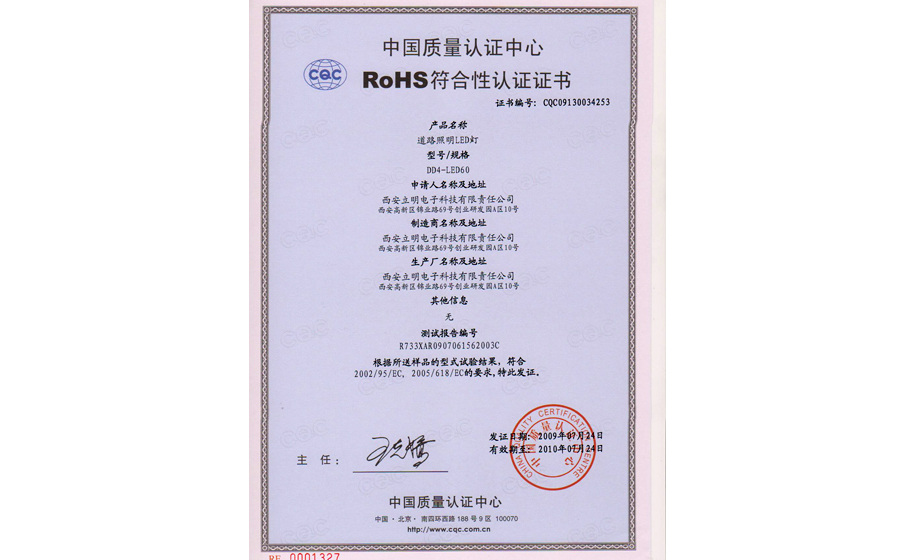 中国质量认证中心
CQC
RoHS符合性认证证书
证书编号: CQC09130034253
产品名称
道路照明LED灯
型号/规格
DD4-LED60
申请人名称及地址
西安立明电子科技有限责任公司
西安高新区锦业路69号创业研发园A区10号
制造商名称及地址
西安立明电子科技有限责任公司
西安高新区锦业路69号创业研发园A区10号
生产厂名称及地址
西安立明电子科技有限责任公司
西安高新区锦业路69号创业研发园A区10号
其他信息
无
测试报告编号
R733XAR0907061562003C
根据所送样品的型式试验结果, 符合
2002/95/EC, 2005/618/EC的要求,特此发证。
发证日期: 2009年07月24日
有效期至: 2010年07月24日
CHINA QUALITY CERTIFICATION CENTRE
中国质量认证中心
主 任:
中国质量认证中心
中国・北京・南四环西路 188 号 9 区 100070
http://www.cqc.com.cn
RE 0001327